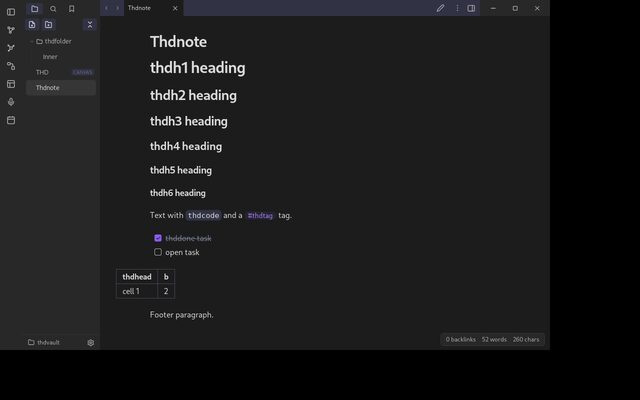 Thdnote
thdfolder
Inner
THD CANVAS
Thdnote
thdvault
Thdnote
thdh1 heading
thdh2 heading
thdh3 heading
thdh4 heading
thdh5 heading
thdh6 heading
Text with thdcode and a #thdtag tag.
thddone task
open task
thdhead b
cell 1 2
Footer paragraph.
0 backlinks 52 words 260 chars